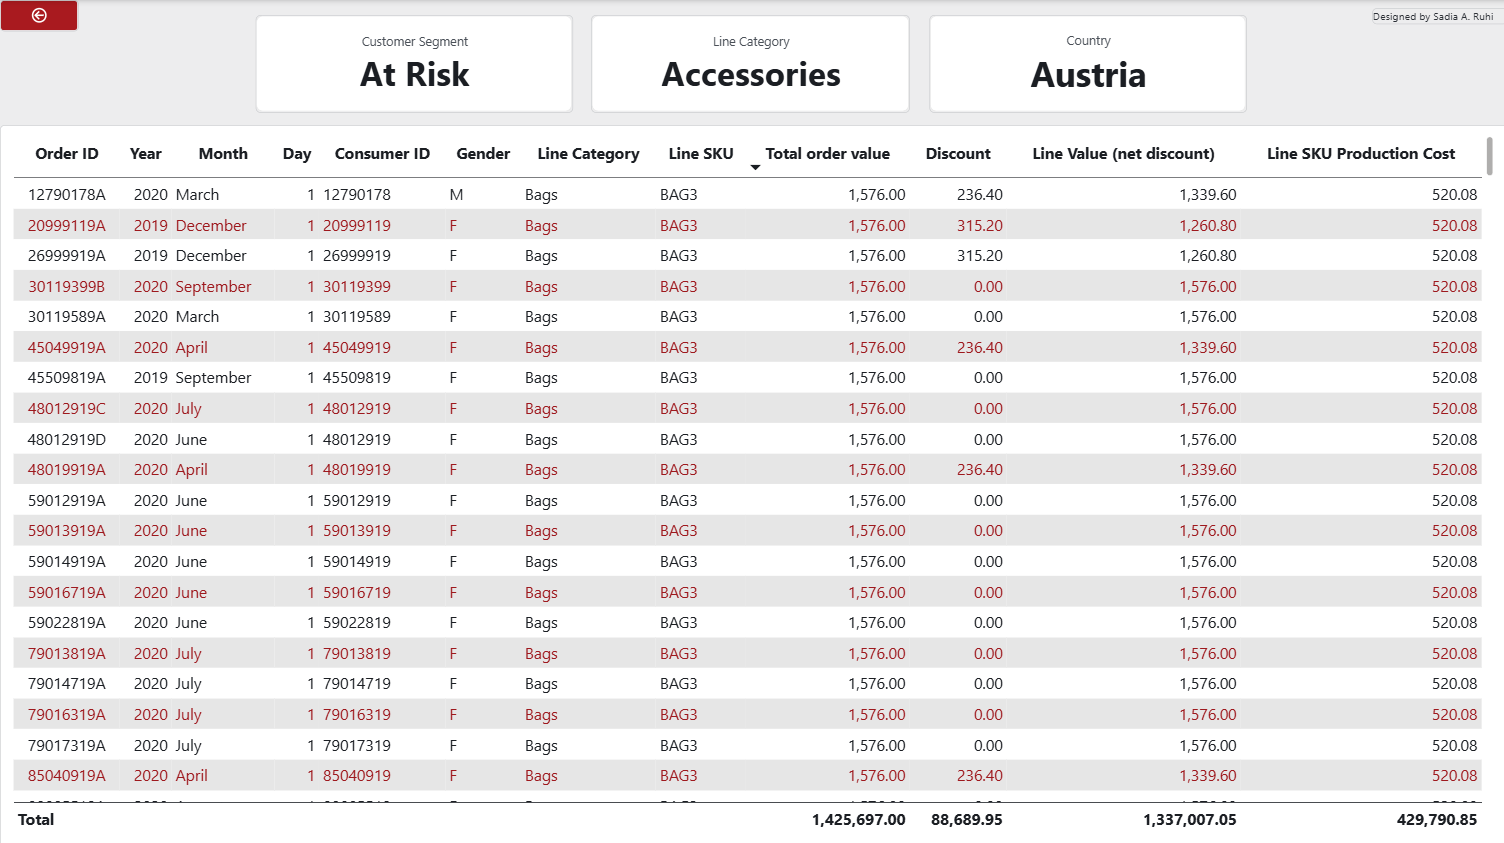 Designed by Sadia A. Ruhi
Customer Segment
At Risk
Line Category
Accessories
Country
Austria
Order ID Year Month Day Consumer ID Gender Line Category Line SKU Total order value Discount Line Value (net discount) Line SKU Production Cost
12790178A 2020 March 1 12790178 M Bags BAG3 1,576.00 236.40 1,339.60 520.08
20999119A 2019 December 1 20999119 F Bags BAG3 1,576.00 315.20 1,260.80 520.08
26999919A 2019 December 1 26999919 F Bags BAG3 1,576.00 315.20 1,260.80 520.08
30119399B 2020 September 1 30119399 F Bags BAG3 1,576.00 0.00 1,576.00 520.08
30119589A 2020 March 1 30119589 F Bags BAG3 1,576.00 0.00 1,576.00 520.08
45049919A 2020 April 1 45049919 F Bags BAG3 1,576.00 236.40 1,339.60 520.08
45509819A 2019 September 1 45509819 F Bags BAG3 1,576.00 0.00 1,576.00 520.08
48012919C 2020 July 1 48012919 F Bags BAG3 1,576.00 0.00 1,576.00 520.08
48012919D 2020 June 1 48012919 F Bags BAG3 1,576.00 0.00 1,576.00 520.08
48019919A 2020 April 1 48019919 F Bags BAG3 1,576.00 236.40 1,339.60 520.08
59012919A 2020 June 1 59012919 F Bags BAG3 1,576.00 0.00 1,576.00 520.08
59013919A 2020 June 1 59013919 F Bags BAG3 1,576.00 0.00 1,576.00 520.08
59014919A 2020 June 1 59014919 F Bags BAG3 1,576.00 0.00 1,576.00 520.08
59016719A 2020 June 1 59016719 F Bags BAG3 1,576.00 0.00 1,576.00 520.08
59022819A 2020 June 1 59022819 F Bags BAG3 1,576.00 0.00 1,576.00 520.08
79013819A 2020 July 1 79013819 F Bags BAG3 1,576.00 0.00 1,576.00 520.08
79014719A 2020 July 1 79014719 F Bags BAG3 1,576.00 0.00 1,576.00 520.08
79016319A 2020 July 1 79016319 F Bags BAG3 1,576.00 0.00 1,576.00 520.08
79017319A 2020 July 1 79017319 F Bags BAG3 1,576.00 0.00 1,576.00 520.08
85040919A 2020 April 1 85040919 F Bags BAG3 1,576.00 236.40 1,339.60 520.08
Total 1,425,697.00 88,689.95 1,337,007.05 429,790.85